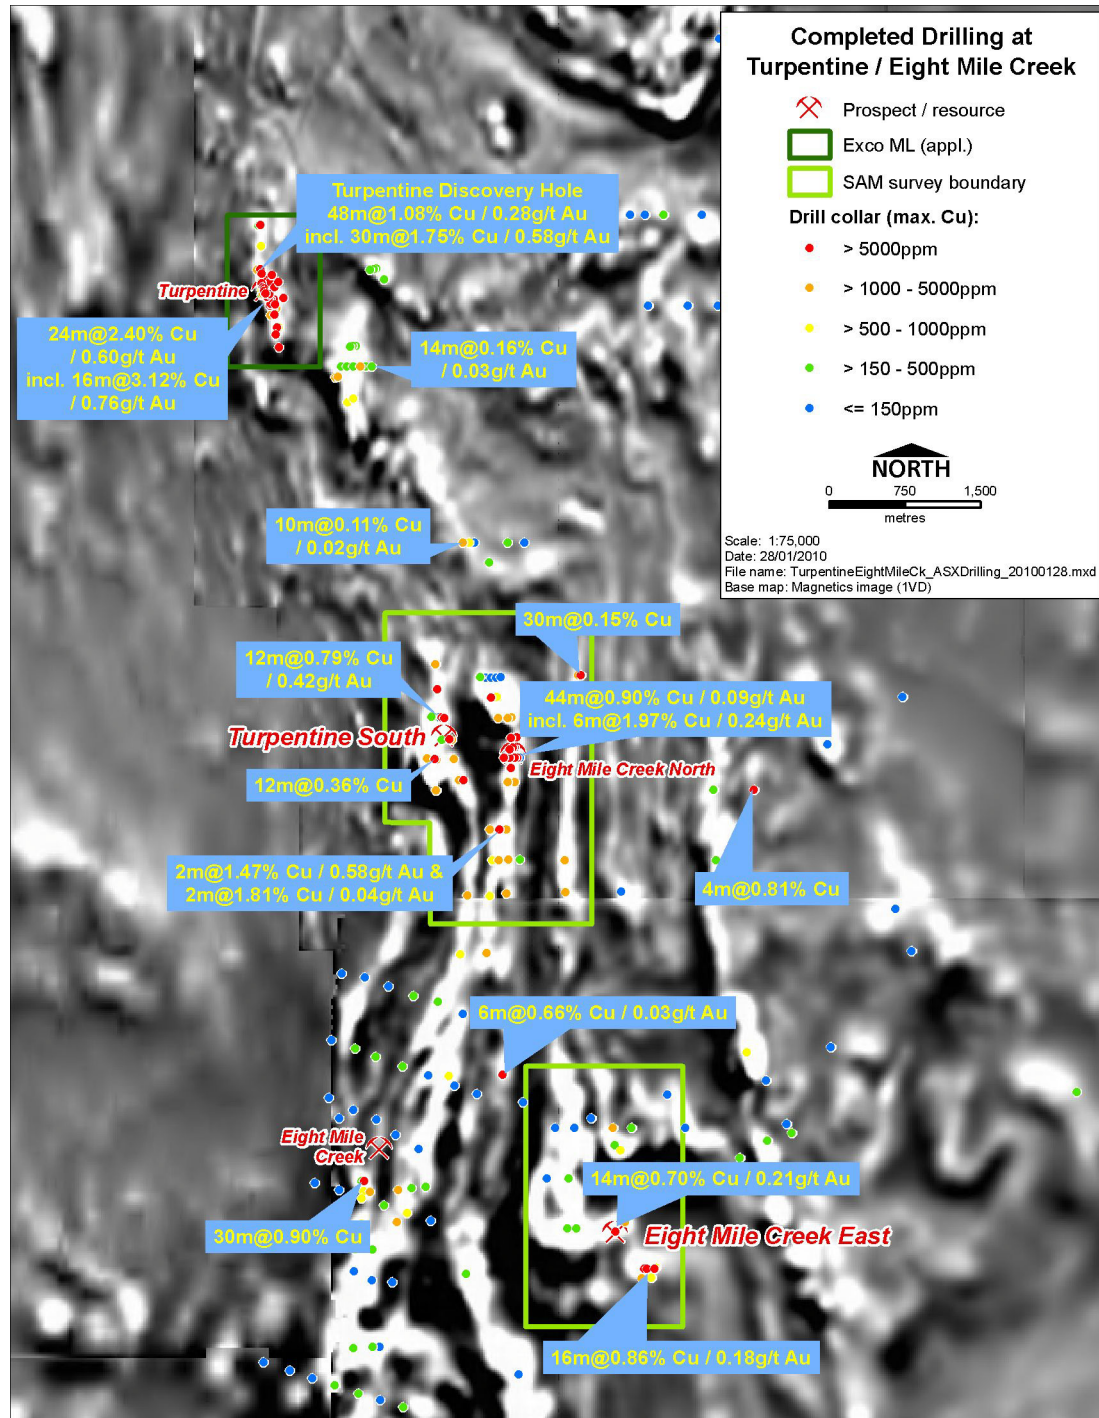 Completed Drilling at
Turpentine / Eight Mile Creek
Prospect / resource
Exco ML (appl.)
SAM survey boundary
Drill collar (max. Cu):
> 5000ppm
> 1000 - 5000ppm
> 500 - 1000ppm
> 150 - 500ppm
<= 150ppm
NORTH
0 750 1,500
metres
Scale: 1:75,000
Date: 28/01/2010
File name: TurpentineEightMileCk_ASXDrilling_20100128.mxd
Base map: Magnetics image (1VD)
Turpentine Discovery Hole
48m@1.08% Cu / 0.28g/t Au
incl. 30m@1.75% Cu / 0.58g/t Au
Turpentine
24m@2.40% Cu
/ 0.60g/t Au
incl. 16m@3.12% Cu
/ 0.76g/t Au
14m@0.16% Cu
/ 0.03g/t Au
10m@0.11% Cu
/ 0.02g/t Au
30m@0.15% Cu
12m@0.79% Cu
/ 0.42g/t Au
44m@0.90% Cu / 0.09g/t Au
incl. 6m@1.97% Cu / 0.24g/t Au
Turpentine South
Eight Mile Creek North
12m@0.36% Cu
2m@1.47% Cu / 0.58g/t Au &
2m@1.81% Cu / 0.04g/t Au
4m@0.81% Cu
6m@0.66% Cu / 0.03g/t Au
Eight Mile
Creek
14m@0.70% Cu / 0.21g/t Au
30m@0.90% Cu
Eight Mile Creek East
16m@0.86% Cu / 0.18g/t Au